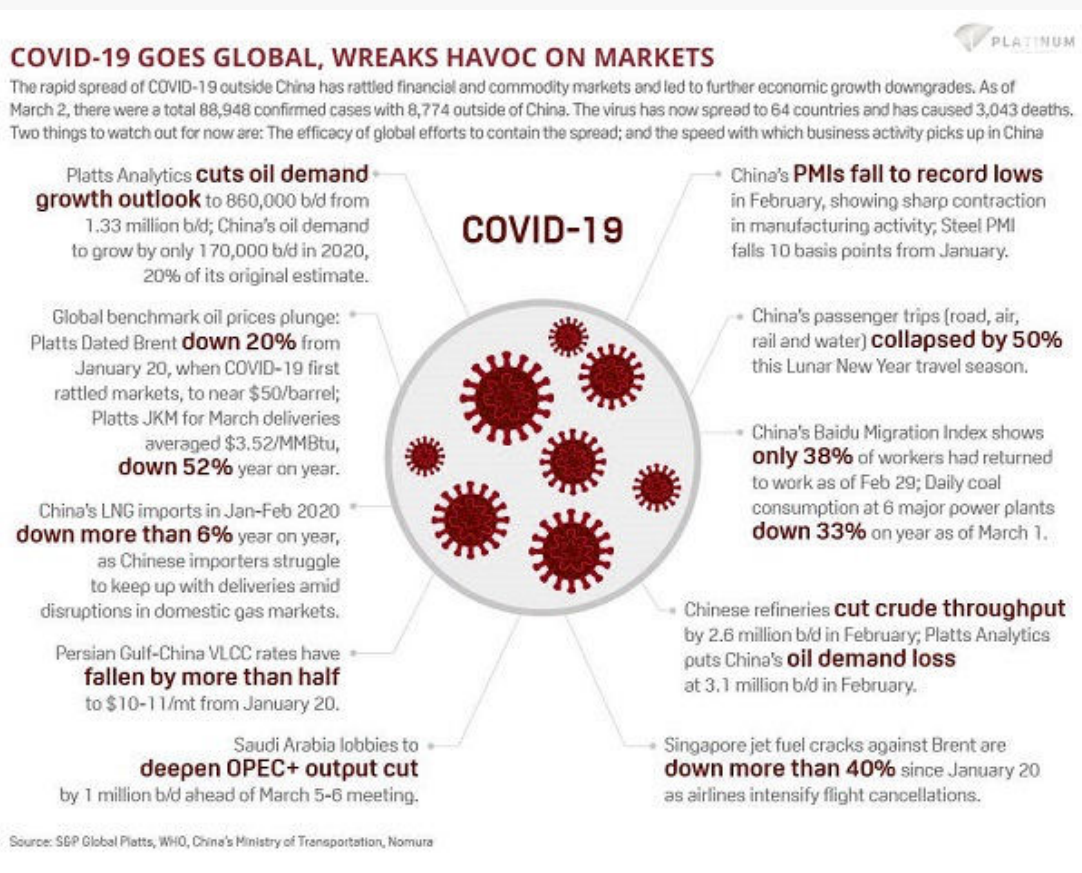 PLATINUM
COVID-19 GOES GLOBAL, WREAKS HAVOC ON MARKETS
The rapid spread of COVID-19 outside China has rattled financial and commodity markets and led to further economic growth downgrades. As of
March 2, there were a total 88,948 confirmed cases with 8,774 outside of China. The virus has now spread to 64 countries and has caused 3,043 deaths.
Two things to watch out for now are: The efficacy of global efforts to contain the spread; and the speed with which business activity picks up in China
Platts Analytics cuts oil demand
growth outlook to 860,000 b/d from
1.33 million b/d; China's oil demand
to grow by only 170,000 b/d in 2020,
20% of its original estimate.
Global benchmark oil prices plunge:
Platts Dated Brent down 20% from
January 20, when COVID-19 first
rattled markets, to near $50/barrel;
Platts JKM for March deliveries
averaged $3.52/MMBtu,
down 52% year on year.
China's LNG imports in Jan-Feb 2020
down more than 6% year on year,
as Chinese importers struggle
to keep up with deliveries amid
disruptions in domestic gas markets.
Persian Gulf-China VLCC rates have
fallen by more than half
to $10-11/mt from January 20.
Saudi Arabia lobbies to
deepen OPEC+ output cut
by 1 million b/d ahead of March 5-6 meeting.
COVID-19
China's PMIs fall to record lows
in February, showing sharp contraction
in manufacturing activity; Steel PMI
falls 10 basis points from January.
China's passenger trips (road, air,
rail and water) collapsed by 50%
this Lunar New Year travel season.
China's Baidu Migration Index shows
only 38% of workers had returned
to work as of Feb 29; Daily coal
consumption at 6 major power plants
down 33% on year as of March 1.
Chinese refineries cut crude throughput
by 2.6 million b/d in February; Platts Analytics
puts China's oil demand loss
at 3.1 million b/d in February.
Singapore jet fuel cracks against Brent are
down more than 40% since January 20
as airlines intensify flight cancellations.
Source: S&P Global Platts, WHO, China's Ministry of Transportation, Nomura